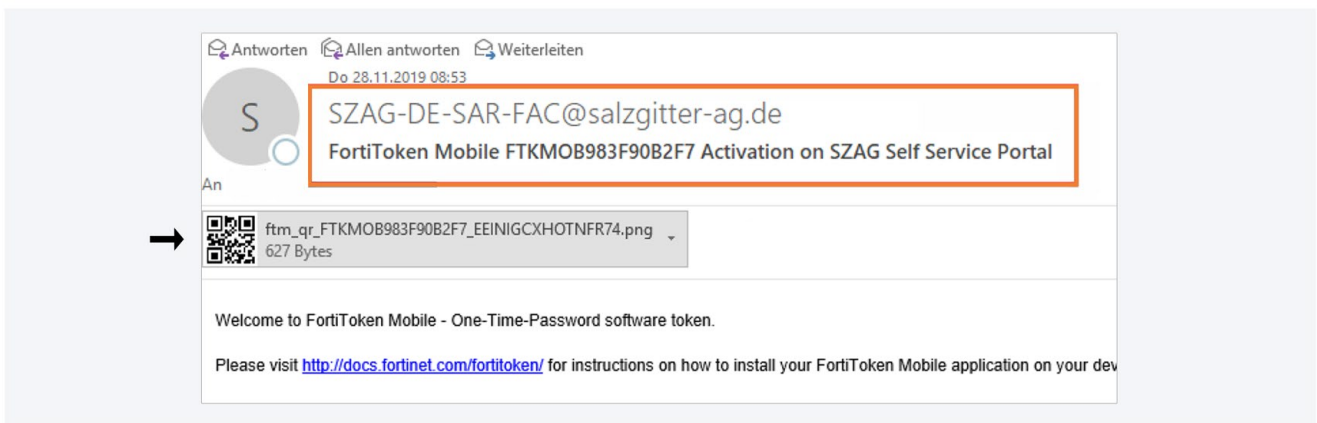 Antworten Allen antworten Weiterleiten
Do 28.11.2019 08:53
S
SZAG-DE-SAR-FAC@salzgitter-ag.de
FortiToken Mobile FTKMOB983F90B2F7 Activation on SZAG Self Service Portal
An
ftm_qr_FTKMOB983F90B2F7_EEINIGCXHOTNFR74.png
627 Bytes
Welcome to FortiToken Mobile - One-Time-Password software token.
Please visit http://docs.fortinet.com/fortitoken/ for instructions on how to install your FortiToken Mobile application on your dev